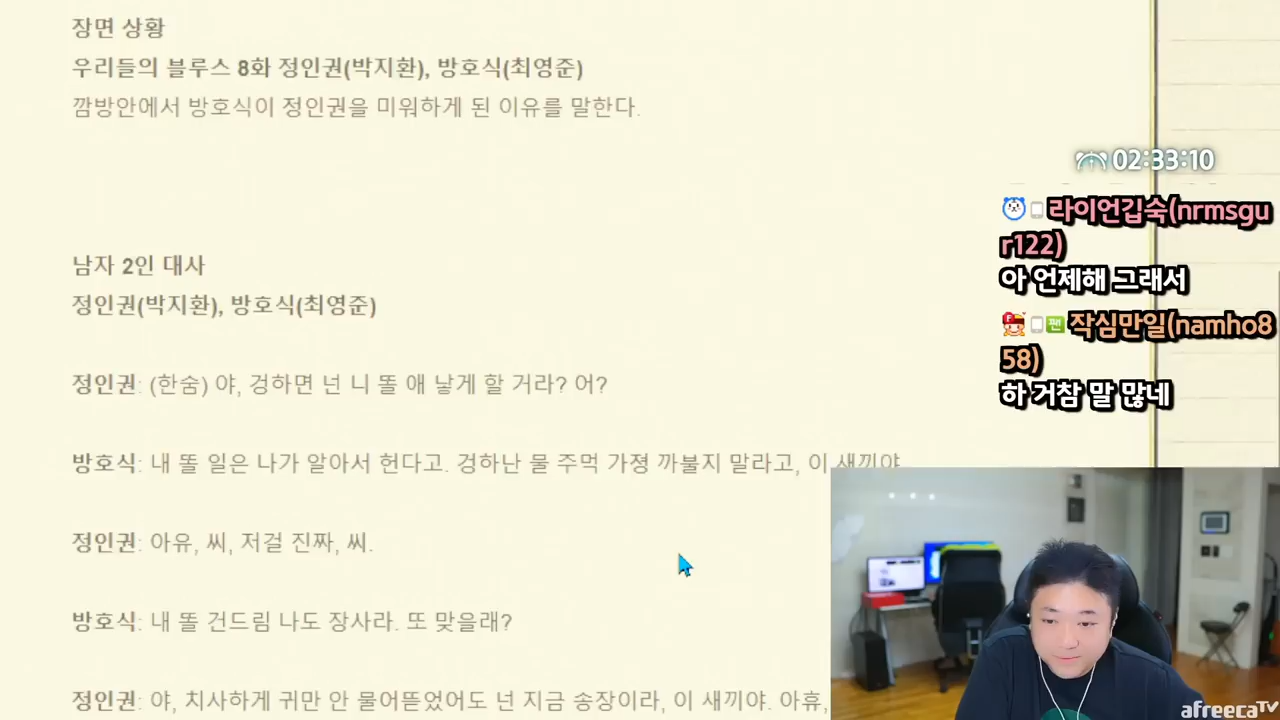 장면 상황
우리들의 블루스 8화 정인권(박지환), 방호식(최영준)
깜방안에서 방호식이 정인권을 미워하게 된 이유를 말한다.
남자 2인 대사
정인권(박지환), 방호식(최영준)
정인권: (한숨) 야, 겅하면 넌 니 똘 애 낳게 할 거라? 어?
방호식: 내 똘 일은 나가 알아서 헌다고. 겅하난 물 주먹 가졍 까불지 말라고, 이 새끼야
정인권: 아유, 씨, 저걸 진짜, 씨.
방호식: 내 똘 건드림 나도 장사라. 또 맞을래?
정인권: 야, 치사하게 귀만 안 물어뜯었어도 넌 지금 송장이라, 이 새끼야. 아휴,
02:33:10
라이언깁숙(nrmsgu
r122)
아 언제해 그래서
팬 작심만일(namho8
58)
하 거참 말 많네
afreecaTV